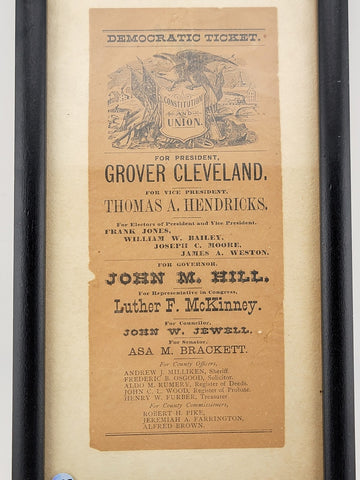 DEMOCRATIC TICKET.
CONSTITUTION
AND
UNION.
FOR PRESIDENT,
GROVER CLEVELAND.
FOR VICE PRESIDENT,
THOMAS A. HENDRICKS.
For Electors of President and Vice President.
FRANK JONES,
WILLIAM W. BAILEY,
JOSEPH C. MOORE,
JAMES A. WESTON.
FOR GOVERNOR,
JOHN M. HILL.
For Representative in Congress,
Luther F. McKinney.
For Councilor,
JOHN W. JEWELL.
For Senator,
ASA M. BRACKETT.
For County Officers,
ANDREW J. MILLIKEN, Sheriff.
FREDERIC B. OSGOOD, Solicitor.
ALDO M. RUMERY, Register of Deeds.
JOHN C. L. WOOD, Register of Probate.
HENRY W. FURBER, Treasurer
For County Commissioners,
ROBERT H. PIKE,
JEREMIAH A. FARRINGTON,
ALFRED BROWN.